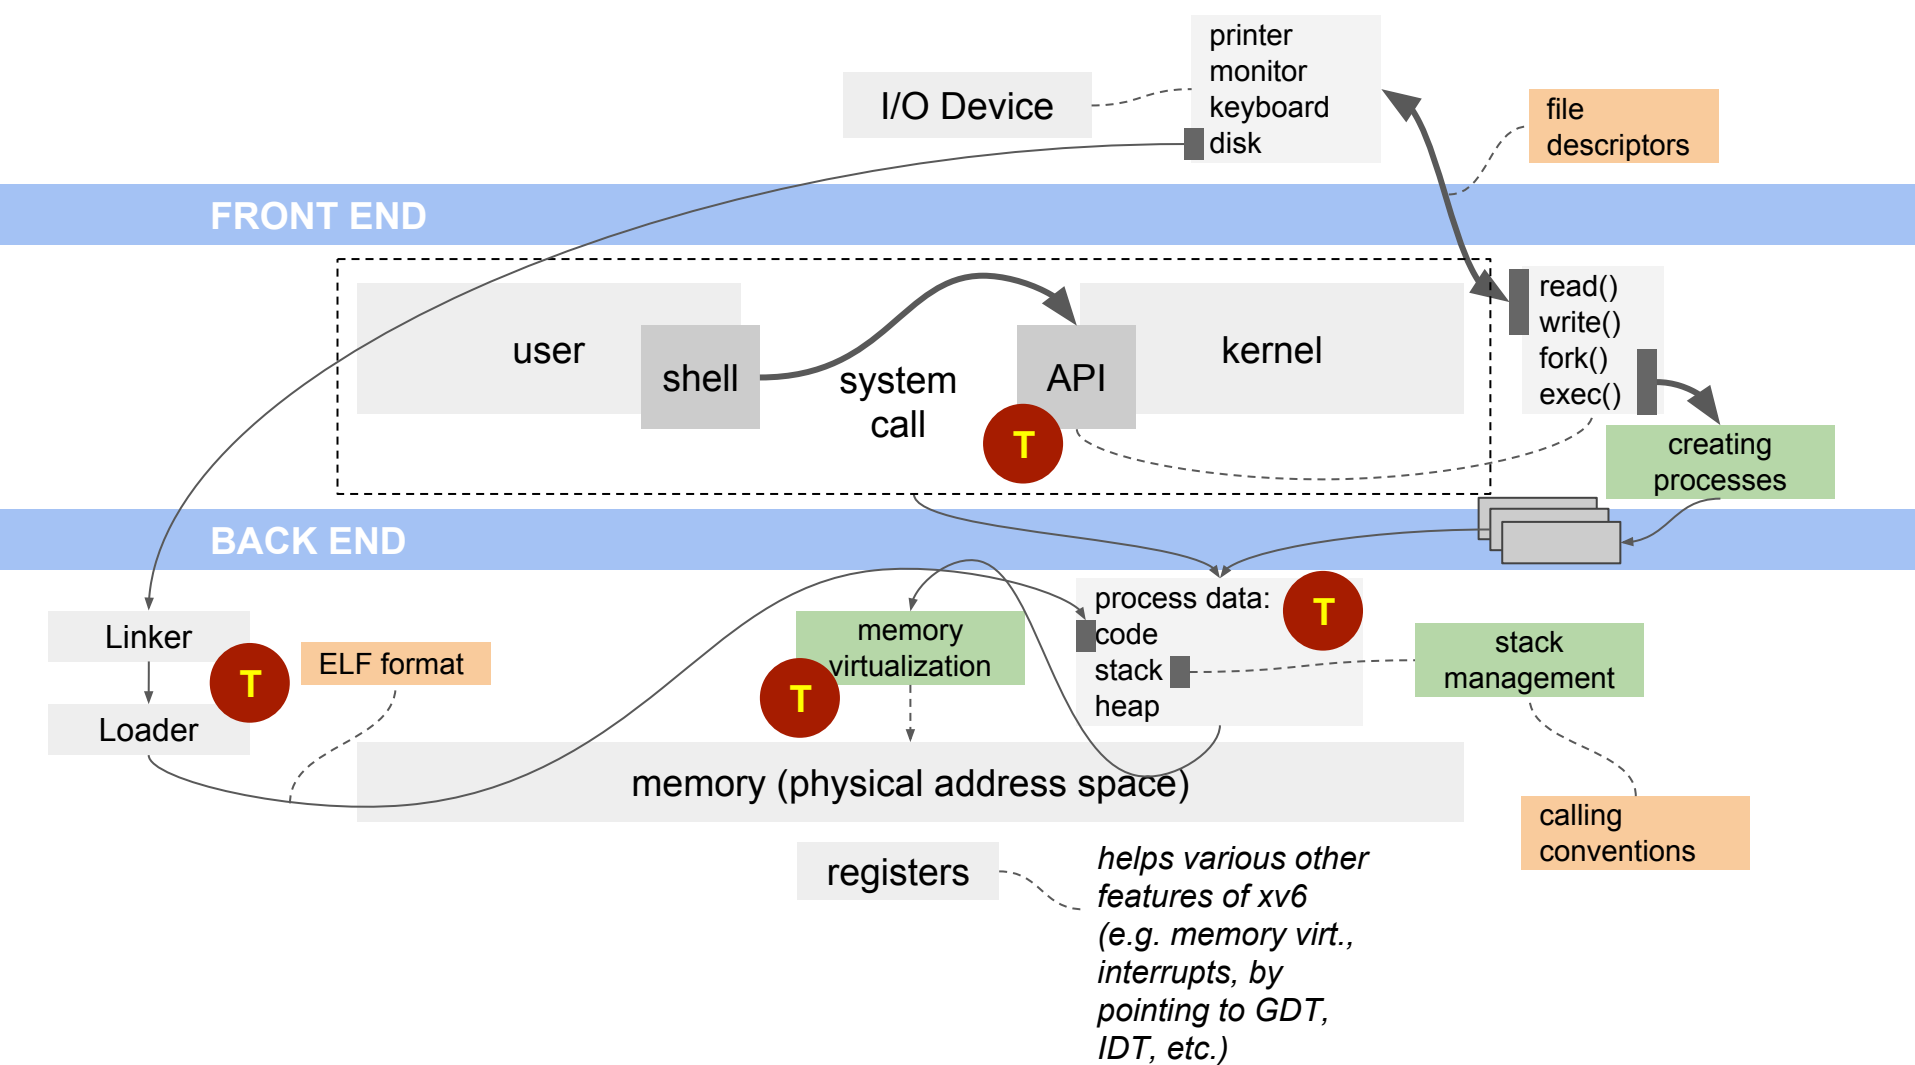 printer
monitor
keyboard
disk
I/O Device
file
descriptors
FRONT END
user
shell
system
call
API
kernel
T
read()
write()
fork()
exec()
creating
processes
BACK END
Linker
Loader
T
ELF format
memory
virtualization
T
process data:
code
stack
heap
T
stack
management
memory (physical address space)
calling
conventions
registers
helps various other
features of xv6
(e.g. memory virt.,
interrupts, by
pointing to GDT,
IDT, etc.)